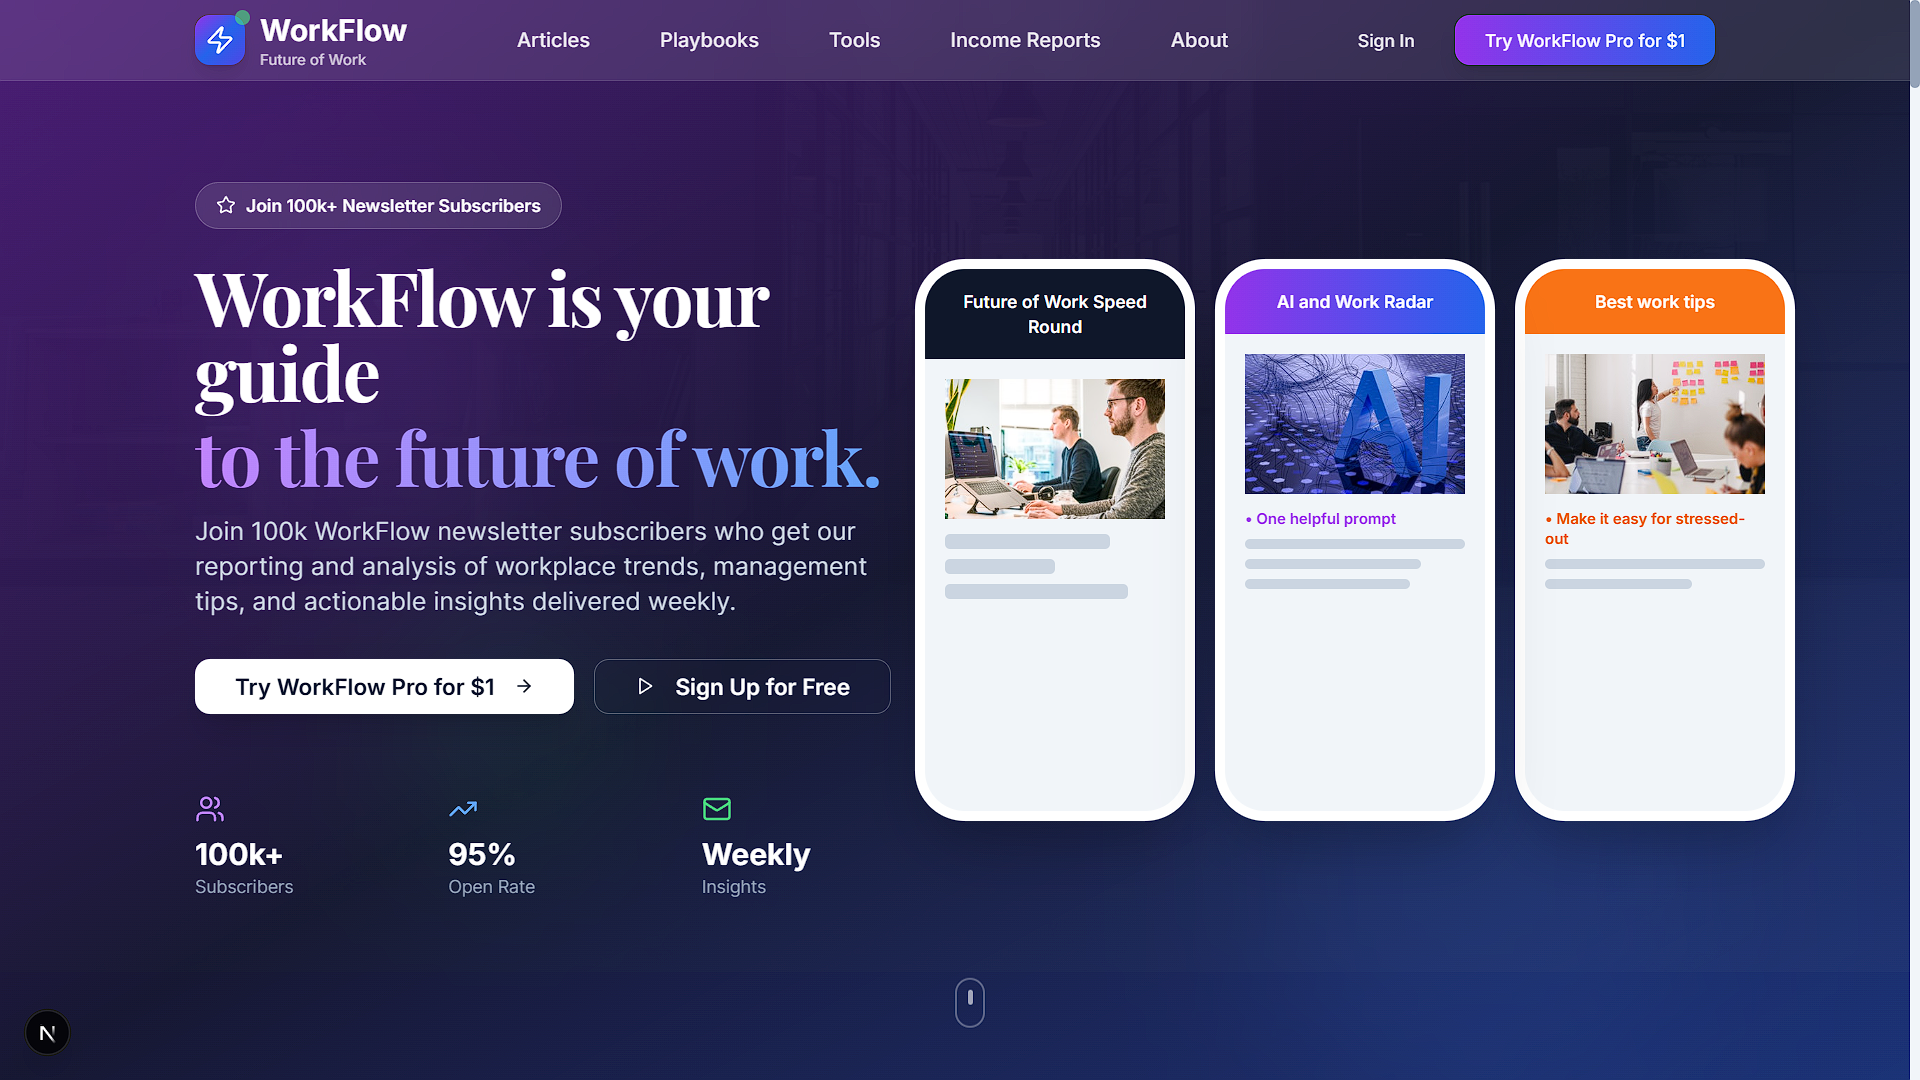 WorkFlow
Future of Work
Articles
Playbooks
Tools
Income Reports
About
Sign In
Try WorkFlow Pro for $1
Join 100k+ Newsletter Subscribers
WorkFlow is your
guide
to the future of work.
Join 100k WorkFlow newsletter subscribers who get our
reporting and analysis of workplace trends, management
tips, and actionable insights delivered weekly.
Try WorkFlow Pro for $1
Sign Up for Free
100k+
Subscribers
95%
Open Rate
Weekly
Insights
Future of Work Speed
Round
AI and Work Radar
AI
• One helpful prompt
Best work tips
• Make it easy for stressed-
out
N